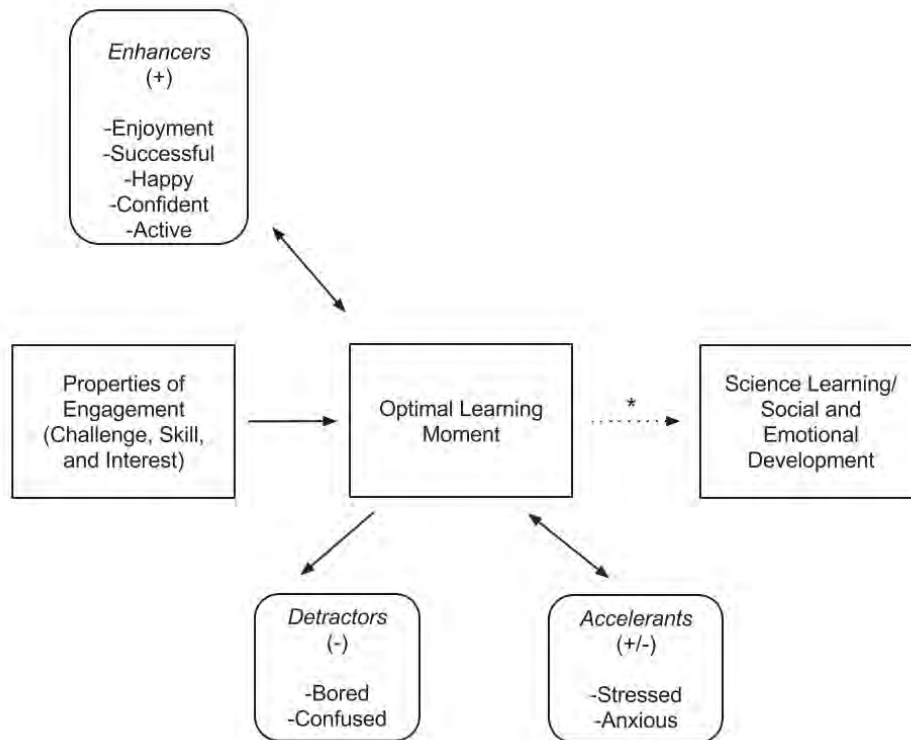 Enhancers
(+)
-Enjoyment
-Successful
-Happy
-Confident
-Active
Properties of
Engagement
(Challenge, Skill,
and Interest)
Optimal Learning
Moment
*
Science Learning/
Social and
Emotional
Development
Detractors
(-)
-Bored
-Confused
Accelerants
(+/-)
-Stressed
-Anxious